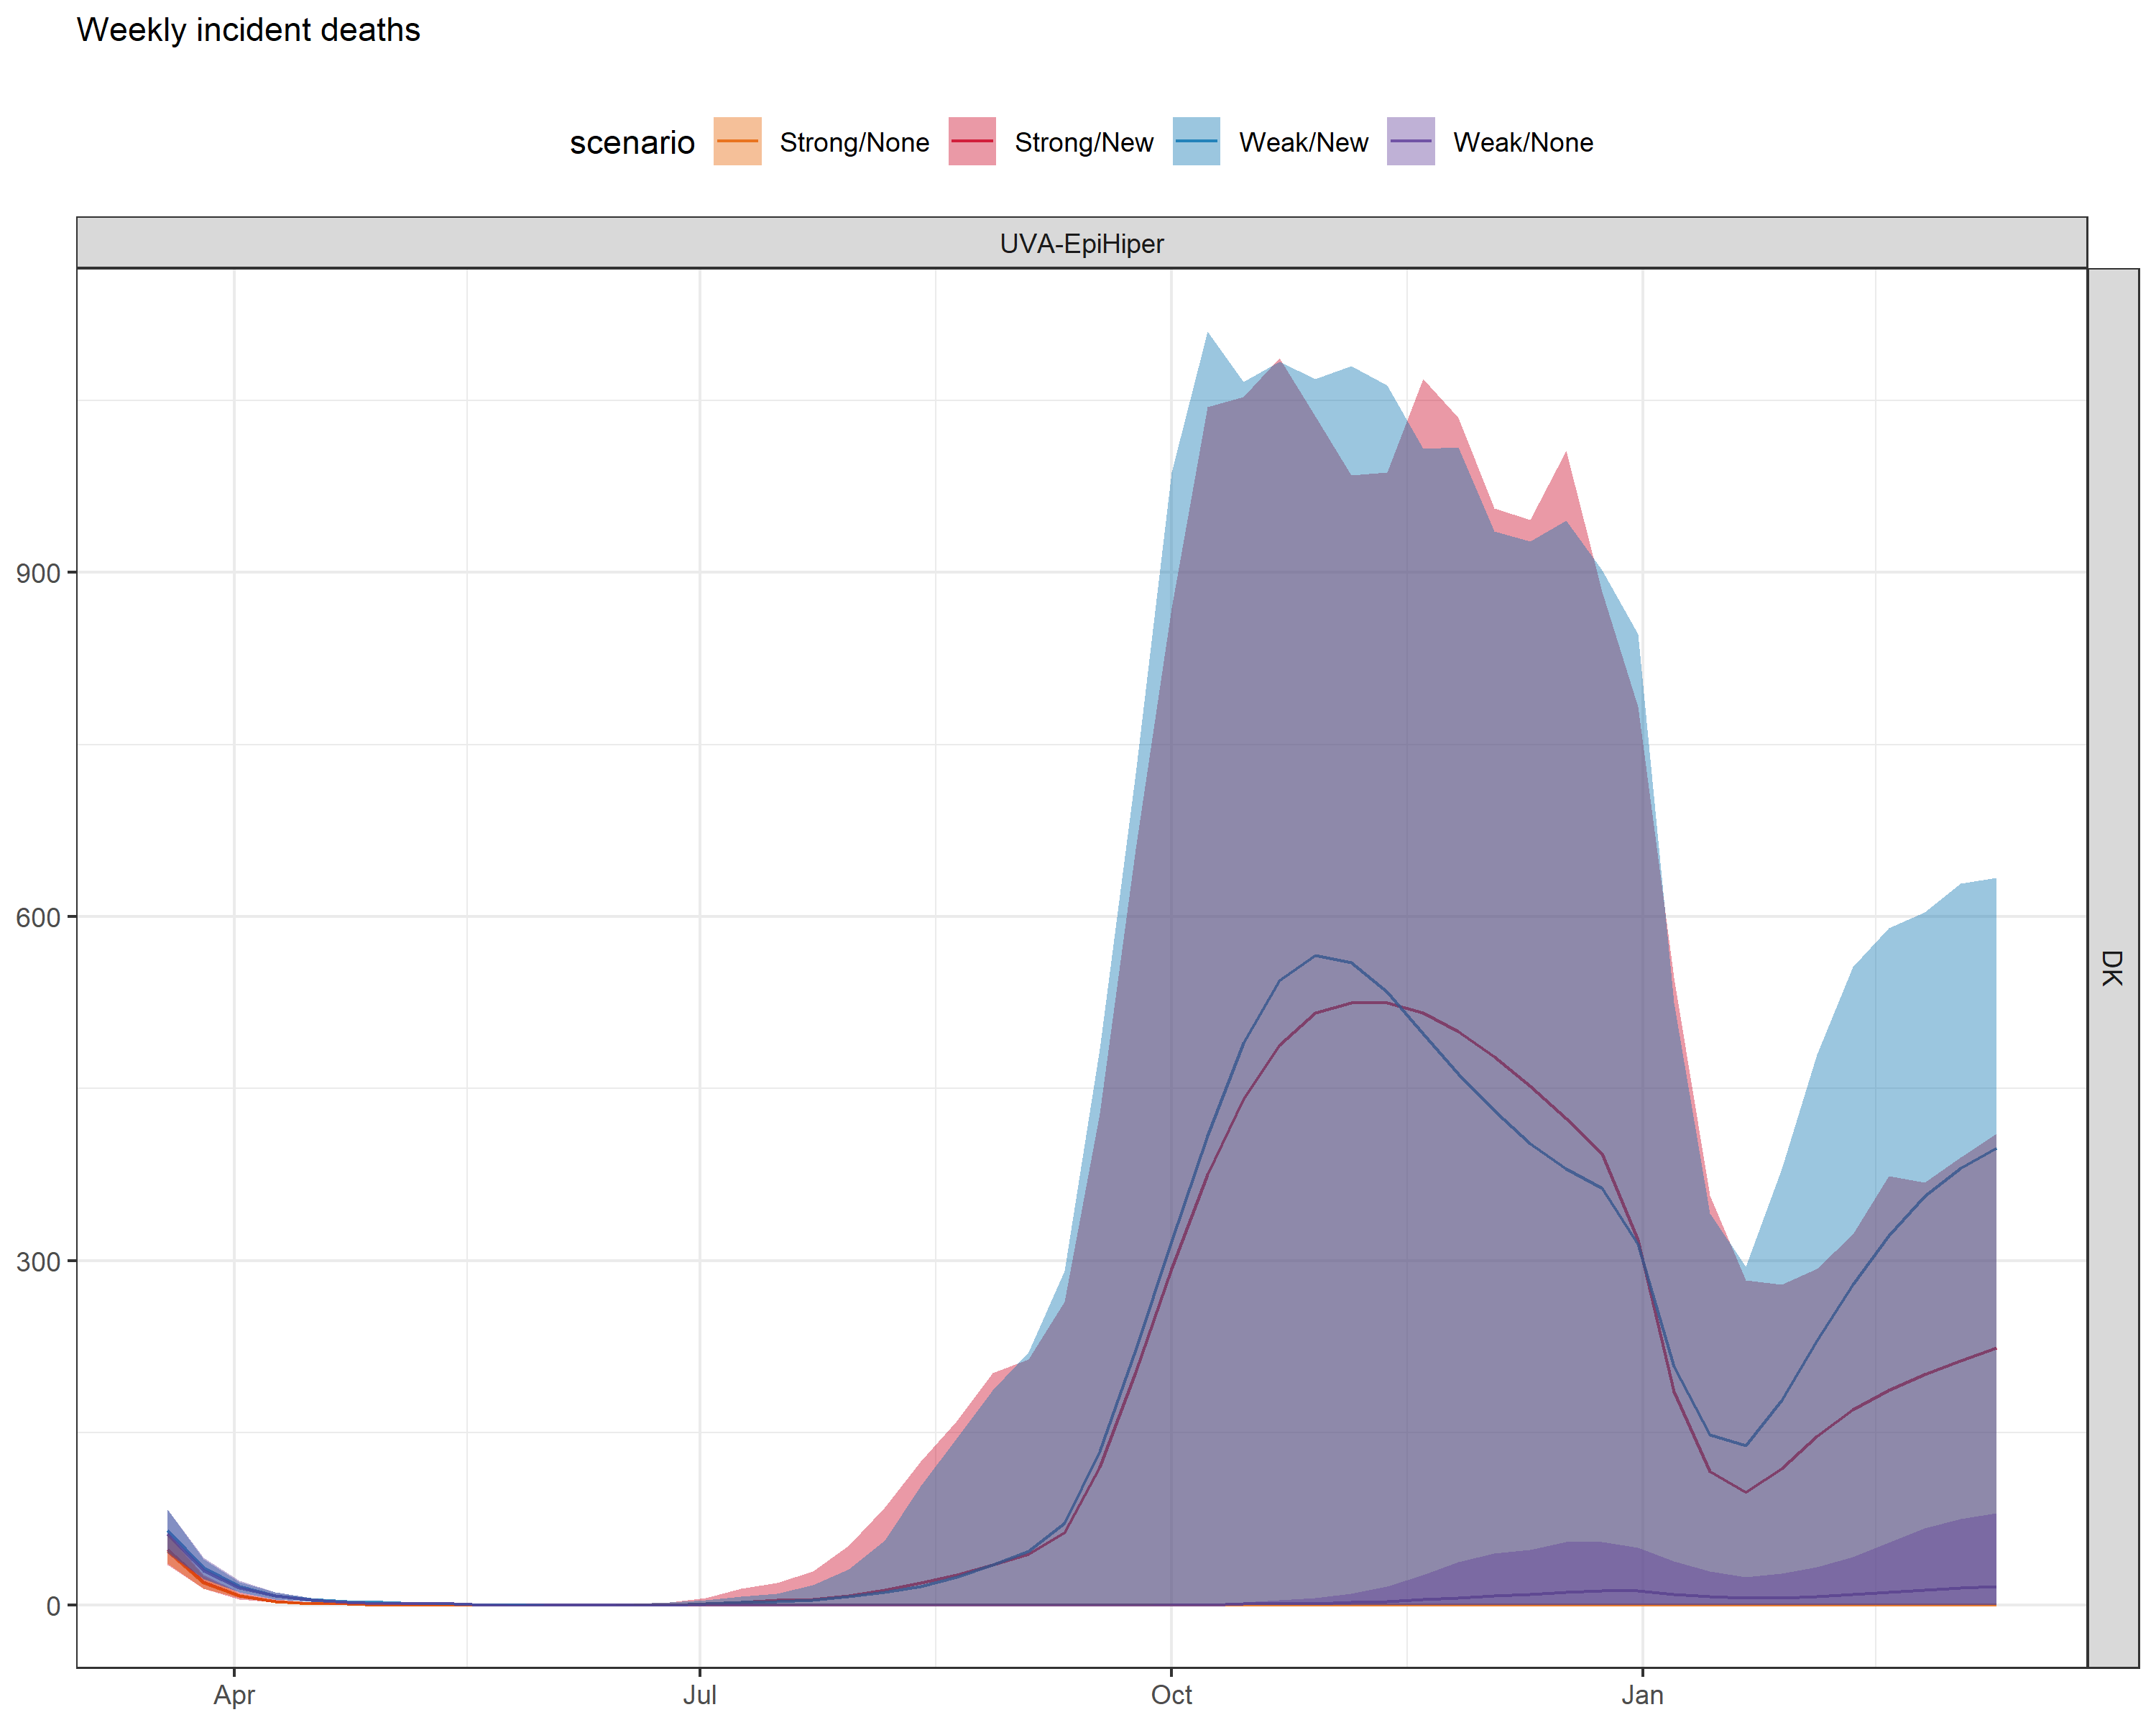 Weekly incident deaths
scenario Strong/None Strong/New Weak/New Weak/None
UVA-EpiHiper
900
600
300
0
DK
Apr Jul Oct Jan